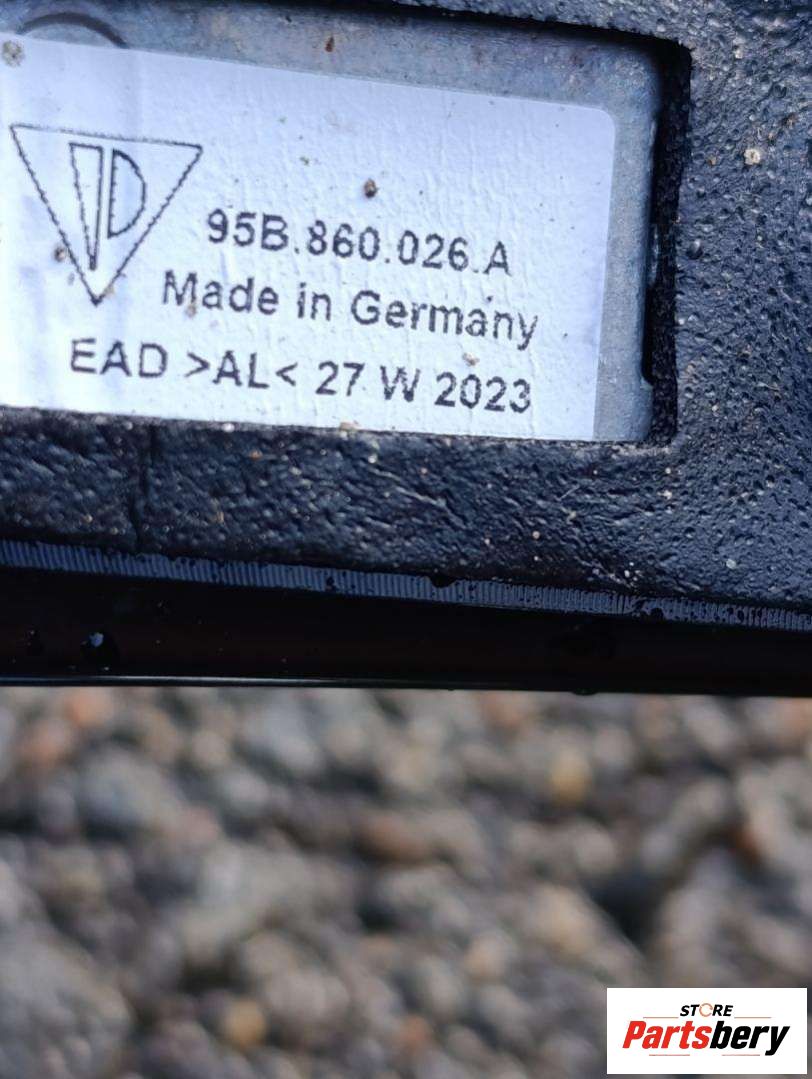 95B.860.026.A
Made in Germany
EAD >AL< 27 W 2023
STORE
Partsbery